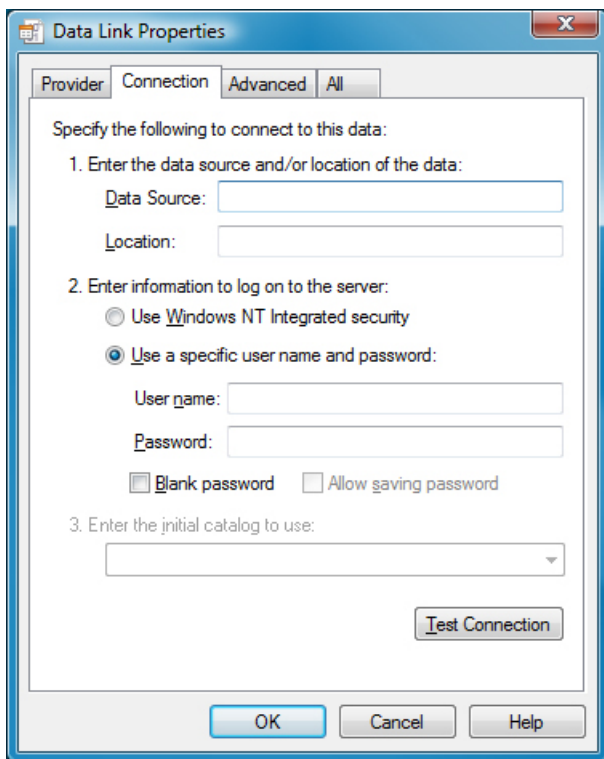 Data Link Properties
Provider Connection Advanced All
Specify the following to connect to this data:
1. Enter the data source and/or location of the data:
Data Source:
Location:
2. Enter information to log on to the server:
Use Windows NT Integrated security
Use a specific user name and password:
User name:
Password:
Blank password Allow saving password
3. Enter the initial catalog to use:
Test Connection
OK Cancel Help